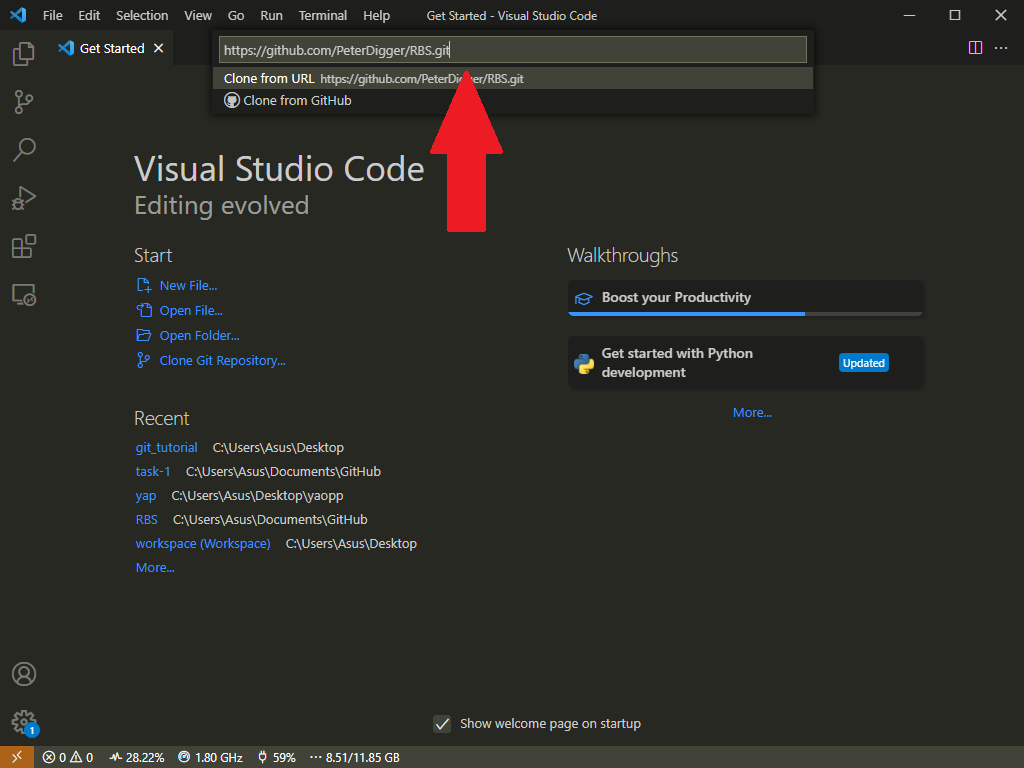 File Edit Selection View Go Run Terminal Help Get Started - Visual Studio Code
Get Started
https://github.com/PeterDigger/RBS.git
Clone from URL https://github.com/PeterDigger/RBS.git
Clone from GitHub
Visual Studio Code
Editing evolved
Start
New File...
Open File...
Open Folder...
Clone Git Repository...
Recent
git_tutorial C:\Users\Asus\Desktop
task-1 C:\Users\Asus\Documents\GitHub
yap C:\Users\Asus\Desktop\yaopp
RBS C:\Users\Asus\Documents\GitHub
workspace (Workspace) C:\Users\Asus\Desktop
More...
Walkthroughs
Boost your Productivity
Get started with Python
development
Updated
More...
Show welcome page on startup
1
0 0 28.22% 1.80 GHz 59% ··· 8.51/11.85 GB